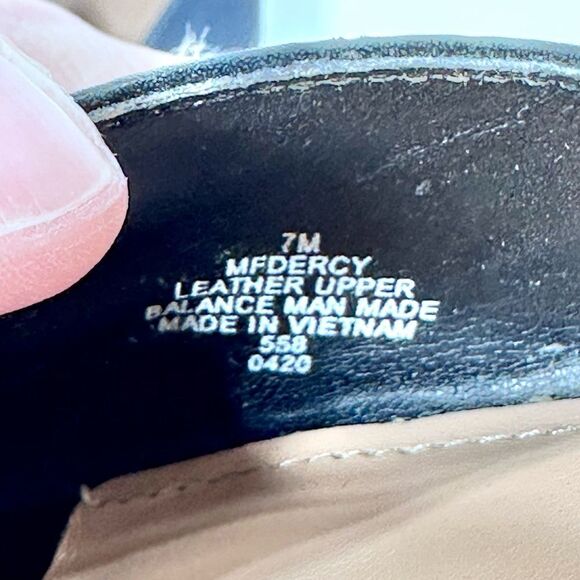 7M
MFDERCY
LEATHER UPPER
BALANCE MAN MADE
MADE IN VIETNAM
558
0420